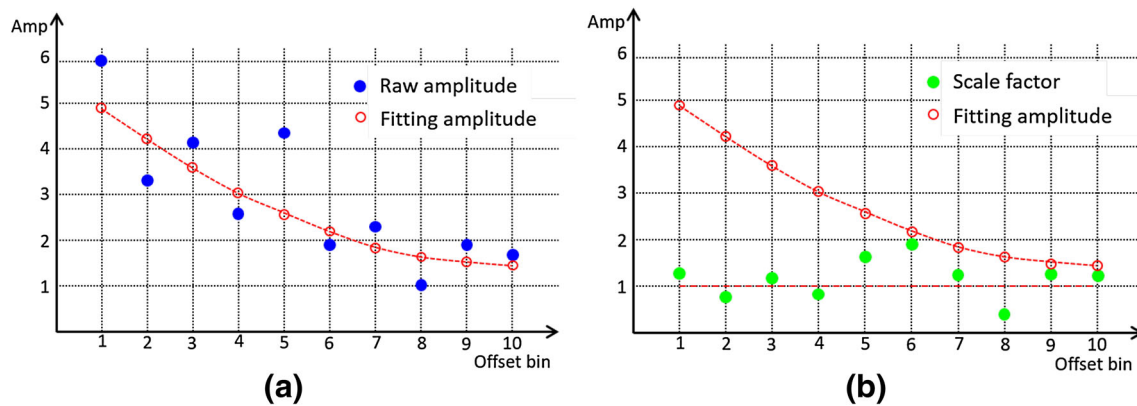 Amp
6
5
4
3
2
1
Raw amplitude
Fitting amplitude
1 2 3 4 5 6 7 8 9 10
Offset bin
(a)
Amp
6
5
4
3
2
1
Scale factor
Fitting amplitude
1 2 3 4 5 6 7 8 9 10
Offset bin
(b)